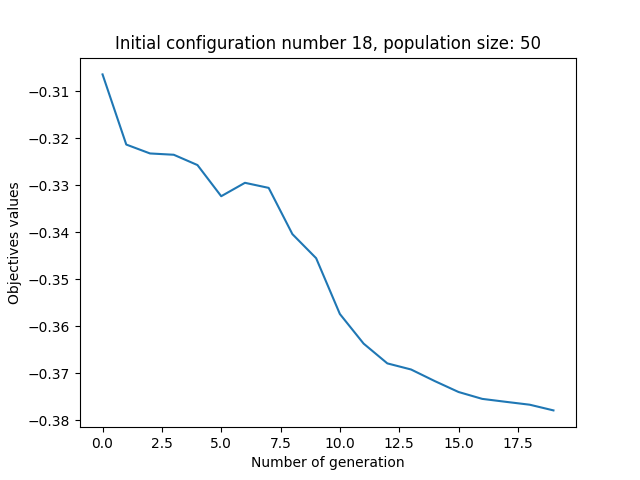 Initial configuration number 18, population size: 50
Objectives values
−0.31
−0.32
−0.33
−0.34
−0.35
−0.36
−0.37
−0.38
0.0 2.5 5.0 7.5 10.0 12.5 15.0 17.5
Number of generation